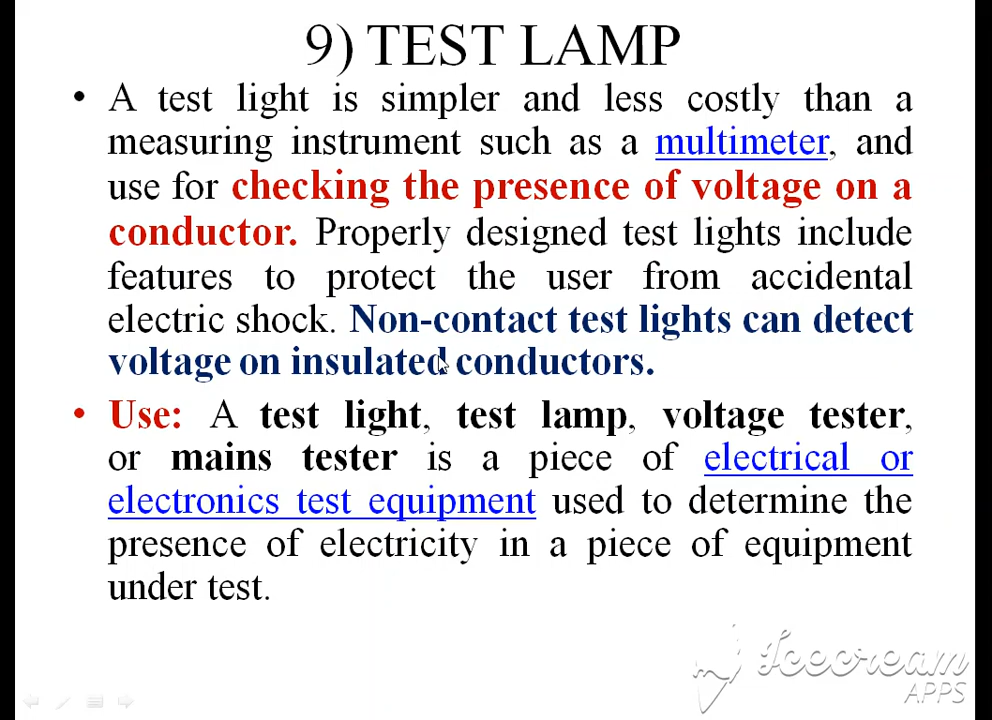 9) TEST LAMP
• A test light is simpler and less costly than a
measuring instrument such as a multimeter, and
use for checking the presence of voltage on a
conductor. Properly designed test lights include
features to protect the user from accidental
electric shock. Non-contact test lights can detect
voltage on insulated conductors.
• Use: A test light, test lamp, voltage tester,
or mains tester is a piece of electrical or
electronics test equipment used to determine the
presence of electricity in a piece of equipment
under test.
Icecream
APPS